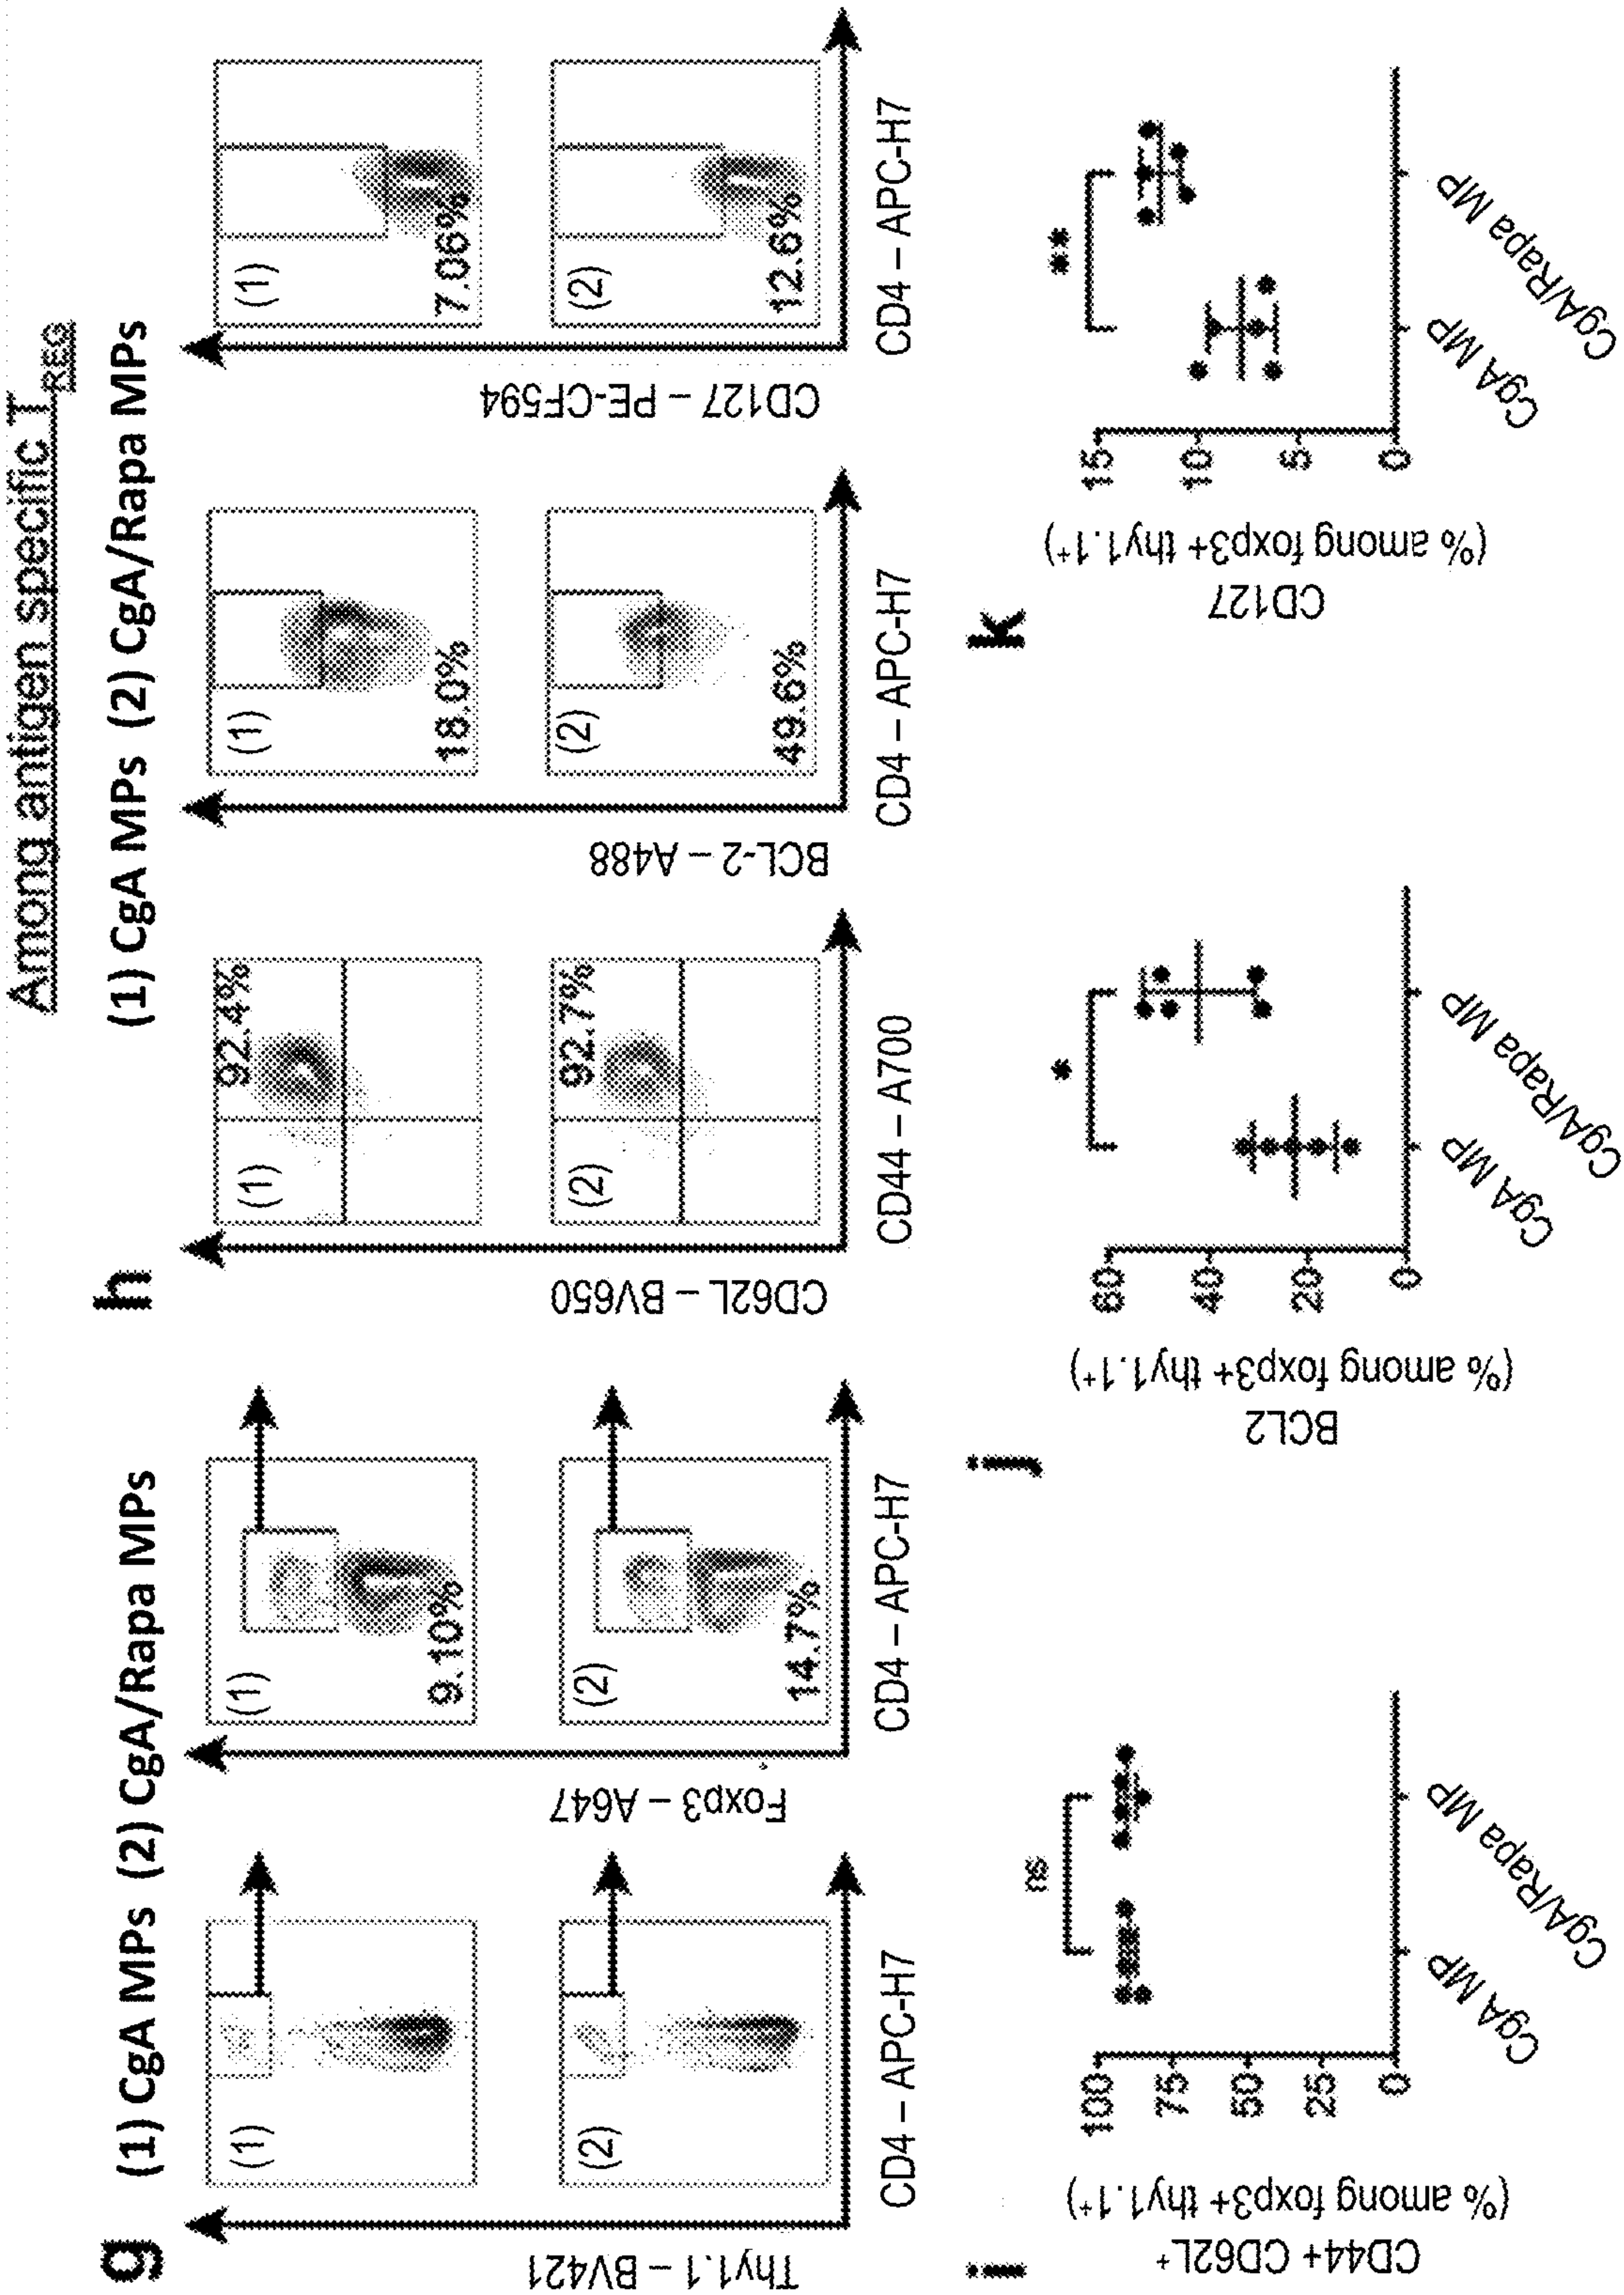 g
(1) CgA MPs (2) CgA/Rapa MPs
Thy1.1 – BV421
(1)
(2)
CD4 – APC-H7
Foxp3 – A647
(1)
9.10%
(2)
14.7%
CD4 – APC-H7
Among antigen specific TREG
h
(1) CgA MPs (2) CgA/Rapa MPs
CD62L – BV650
(1)
92.4%
(2)
92.7%
CD44 – A700
BCL-2 – A488
(1)
18.0%
(2)
49.6%
CD4 – APC-H7
CD127 – PE-CF594
(1)
7.06%
(2)
12.6%
CD4 – APC-H7
i
CD44+ CD62L+
(% among foxp3+ thy1.1+)
100
75
50
25
0
ns
CgA MP
CgA/Rapa MP
j
BCL2
(% among foxp3+ thy1.1+)
60
40
20
0
*
CgA MP
CgA/Rapa MP
k
CD127
(% among foxp3+ thy1.1+)
15
10
5
0
**
CgA MP
CgA/Rapa MP